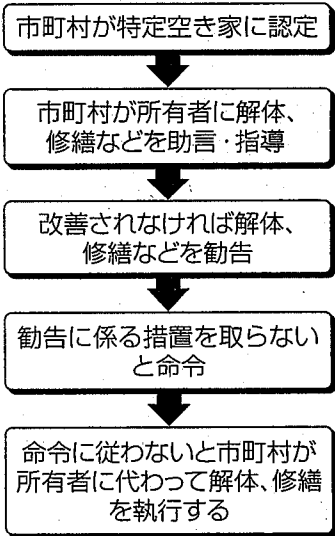 市町村が特定空き家に認定
市町村が所有者に解体、
修繕などを助言・指導
改善されなければ解体、
修繕などを勧告
勧告に係る措置を取らない
と命令
命令に従わないと市町村が
所有者に代わって解体、修繕
を執行する